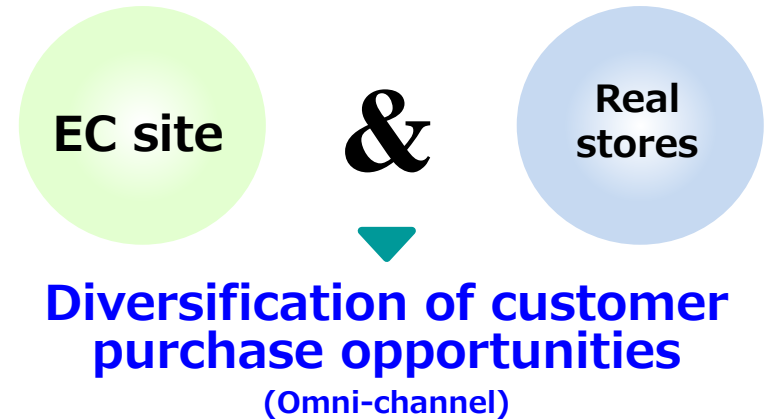 EC site
&
Real
stores
Diversification of customer
purchase opportunities
(Omni-channel)